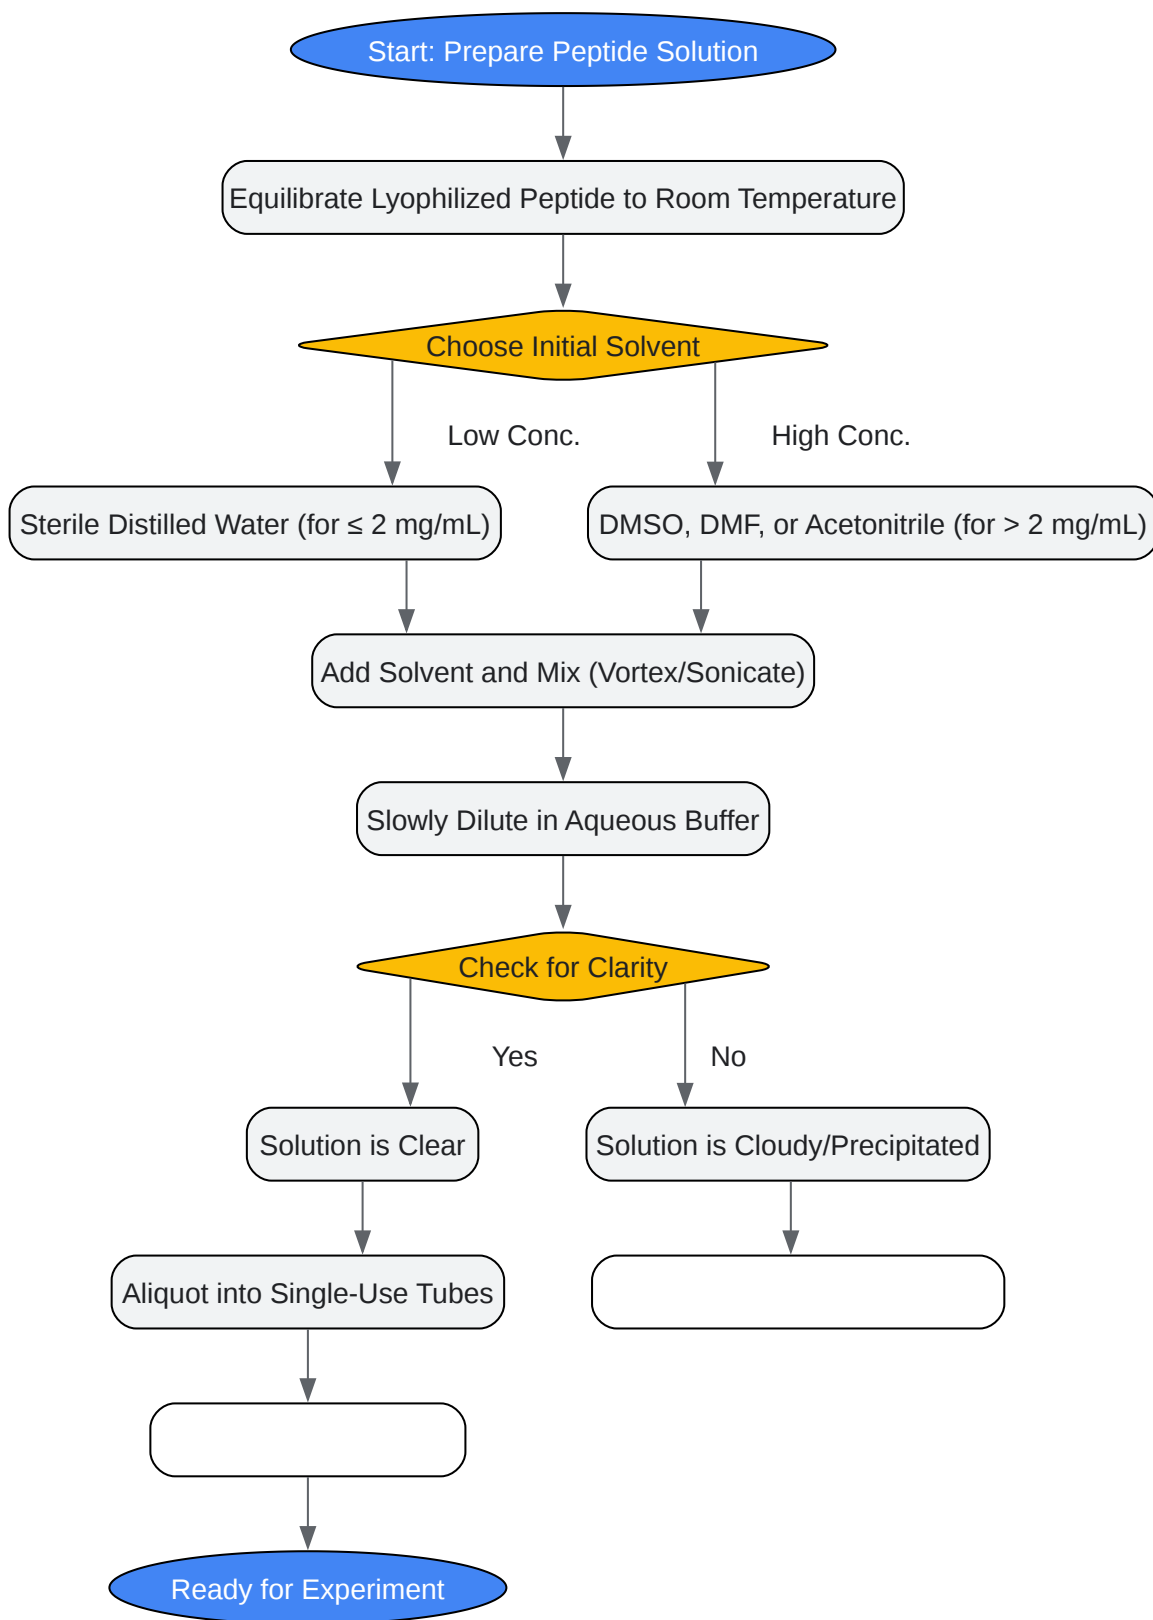 Start: Prepare Peptide Solution
Equilibrate Lyophilized Peptide to Room Temperature
Choose Initial Solvent
Low Conc.
High Conc.
Sterile Distilled Water (for ≤ 2 mg/mL)
DMSO, DMF, or Acetonitrile (for > 2 mg/mL)
Add Solvent and Mix (Vortex/Sonicate)
Slowly Dilute in Aqueous Buffer
Check for Clarity
Yes
No
Solution is Clear
Solution is Cloudy/Precipitated
Aliquot into Single-Use Tubes
Ready for Experiment